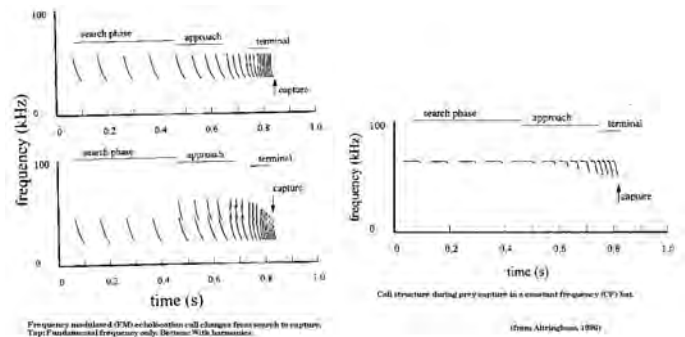 100
search phase
approach
terminal
capture
0
0 0.2 0.4 0.6 0.8 1.0
frequency (kHz)
100
search phase
approach
terminal
capture
0
0 0.2 0.4 0.6 0.8 1.0
time (s)
Frequency modulated (FM) echolocation call changes from search to capture.
Top: Fundamental frequency only. Bottom: With harmonics.
search phase
approach
terminal
100
frequency (kHz)
capture
0
0 0.2 0.4 0.6 0.8 1.0
time (s)
Call structure during prey capture in a constant frequency (CF) bat.
(from Altringham, 1996)